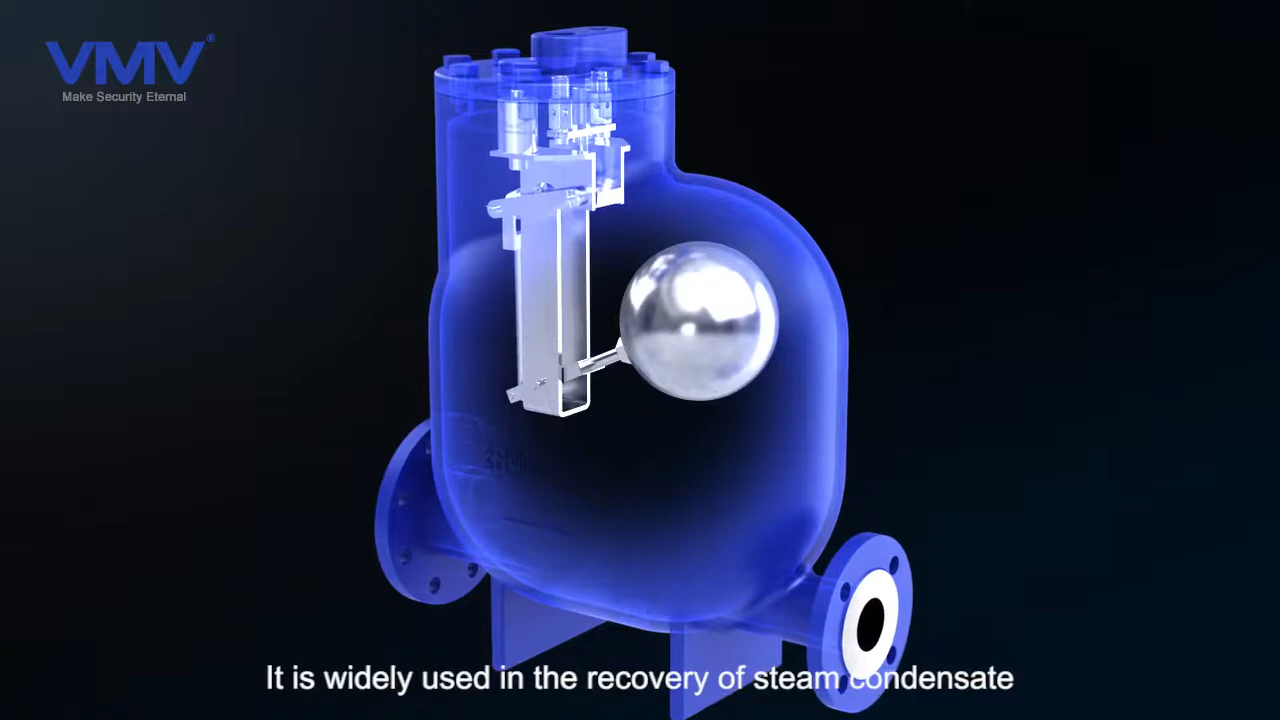 VMV®
Make Security Eternal
It is widely used in the recovery of steam condensate